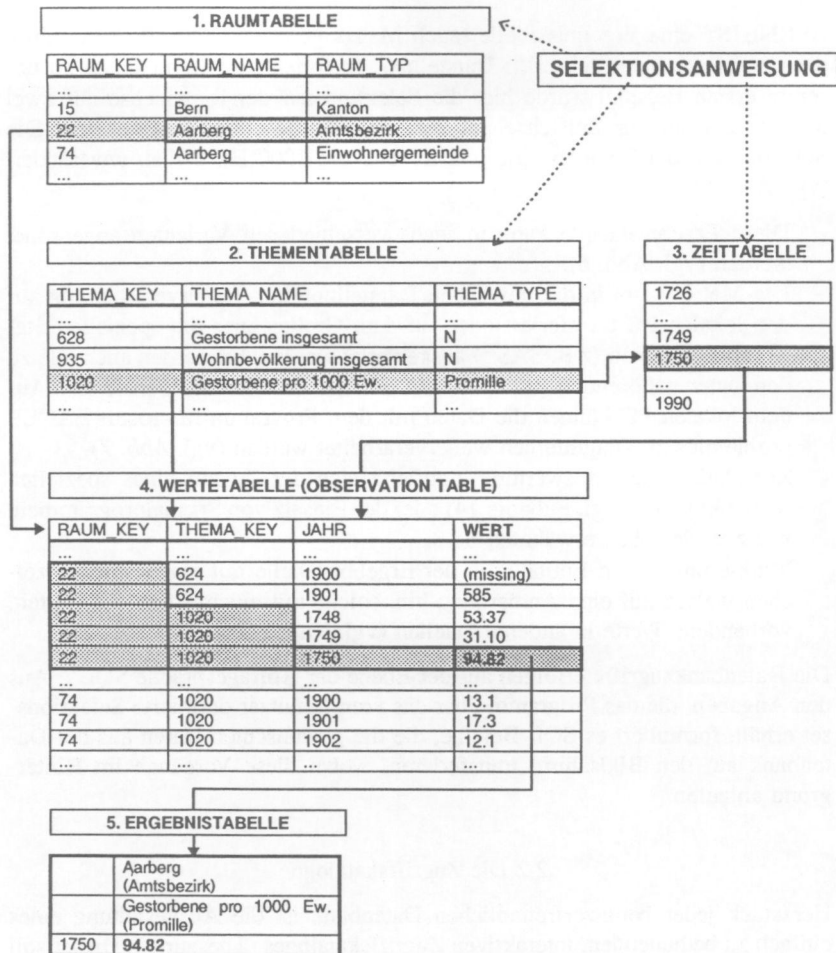 1. RAUMTABELLE
RAUM_KEY RAUM_NAME RAUM_TYP
... ... ...
15 Bern Kanton
22 Aarberg Amtsbezirk
74 Aarberg Einwohnergemeinde
... ... ...
SELEKTIONSANWEISUNG
2. THEMENTABELLE
THEMA_KEY THEMA_NAME THEMA_TYPE
... ... ...
628 Gestorbene insgesamt N
935 Wohnbevölkerung insgesamt N
1020 Gestorbene pro 1000 Ew. Promille
... ... ...
3. ZEITTABELLE
1726
...
1749
1750
...
1990
4. WERTETABELLE (OBSERVATION TABLE)
RAUM_KEY THEMA_KEY JAHR WERT
... ... ... ...
22 624 1900 (missing)
22 624 1901 585
22 1020 1748 53.37
22 1020 1749 31.10
22 1020 1750 94.82
... ... ... ...
74 1020 1900 13.1
74 1020 1901 17.3
74 1020 1902 12.1
5. ERGEBNISTABELLE
Aarberg
(Amtsbezirk)
Gestorbene pro 1000 Ew.
(Promille)
1750 94.82